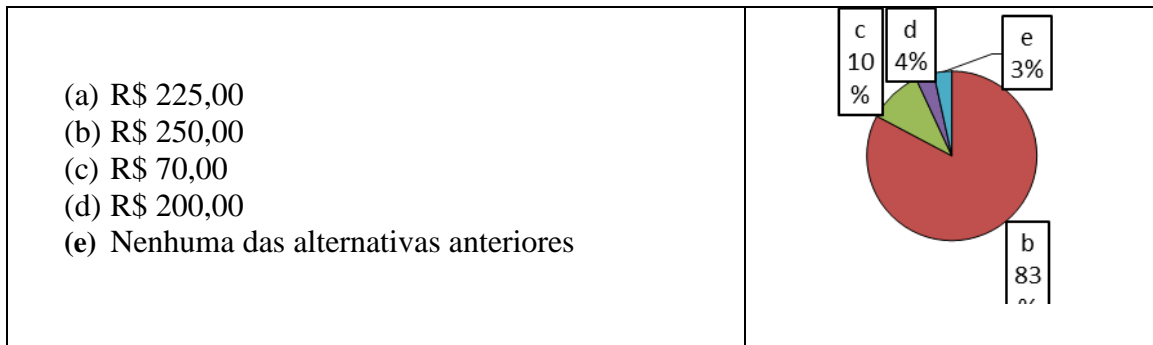 (a) R$ 225,00
(b) R$ 250,00
(c) R$ 70,00
(d) R$ 200,00
(e) Nenhuma das alternativas anteriores
c
10
%
d
4%
e
3%
b
83
%